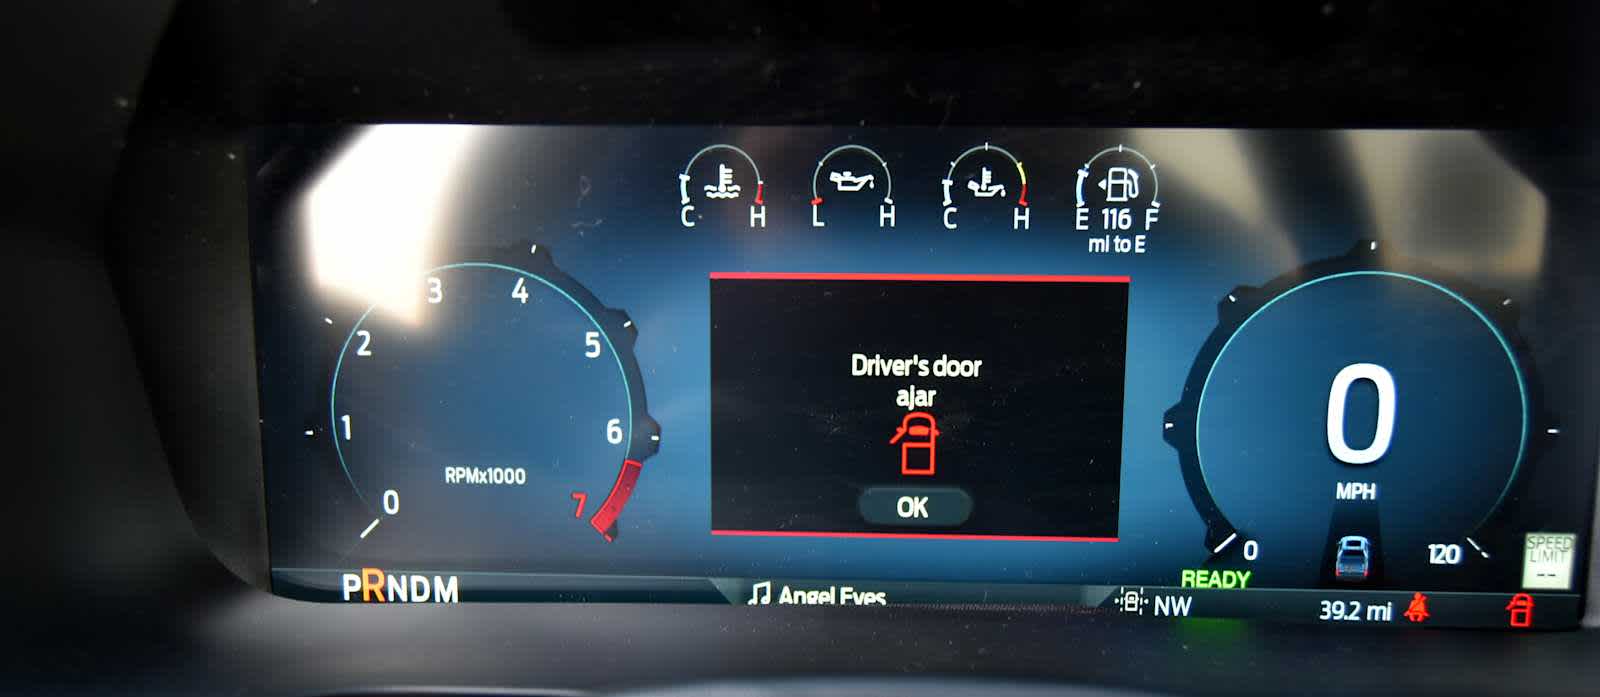 C H
L H
C H
E 116 F
mi to E
0 1 2 3 4 5 6 7
RPMx1000
Driver's door
ajar
OK
0
MPH
0 120
SPEED
LIMIT
--
READY
PRNDM
Angel Eyes
NW
39.2 mi